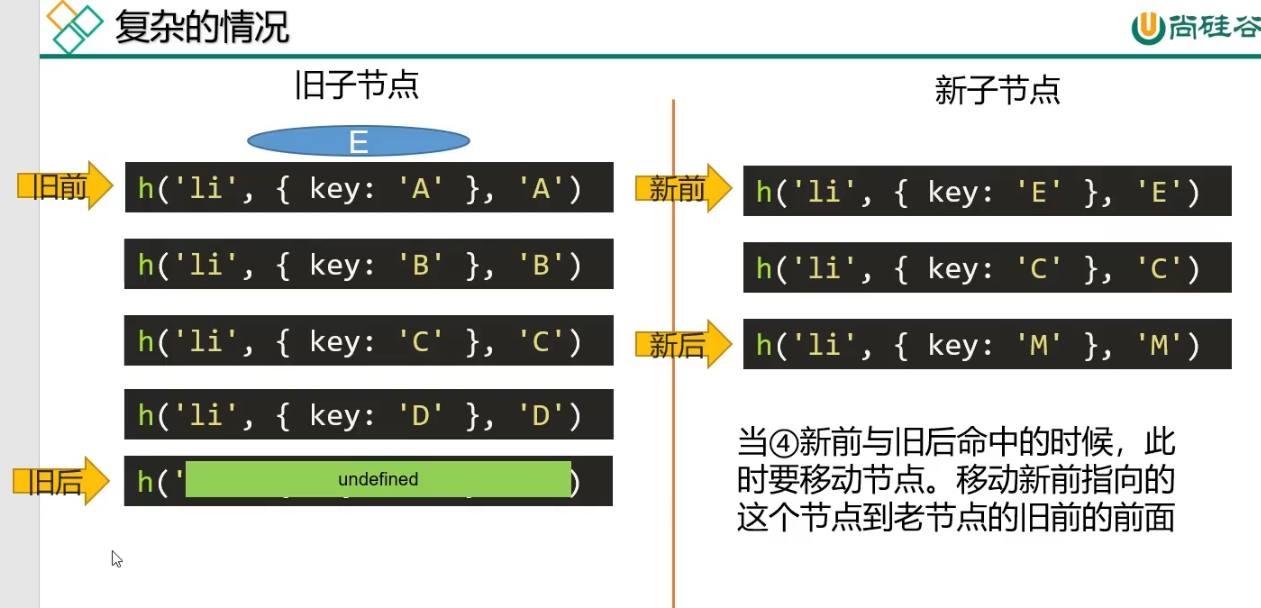 复杂的情况
尚硅谷
旧子节点
新子节点
E
旧前
h('li', { key: 'A' }, 'A')
h('li', { key: 'B' }, 'B')
h('li', { key: 'C' }, 'C')
h('li', { key: 'D' }, 'D')
旧后
h(' undefined )
新前
h('li', { key: 'E' }, 'E')
h('li', { key: 'C' }, 'C')
新后
h('li', { key: 'M' }, 'M')
当④新前与旧后命中的时候，此
时要移动节点。移动新前指向的
这个节点到老节点的旧前的前面